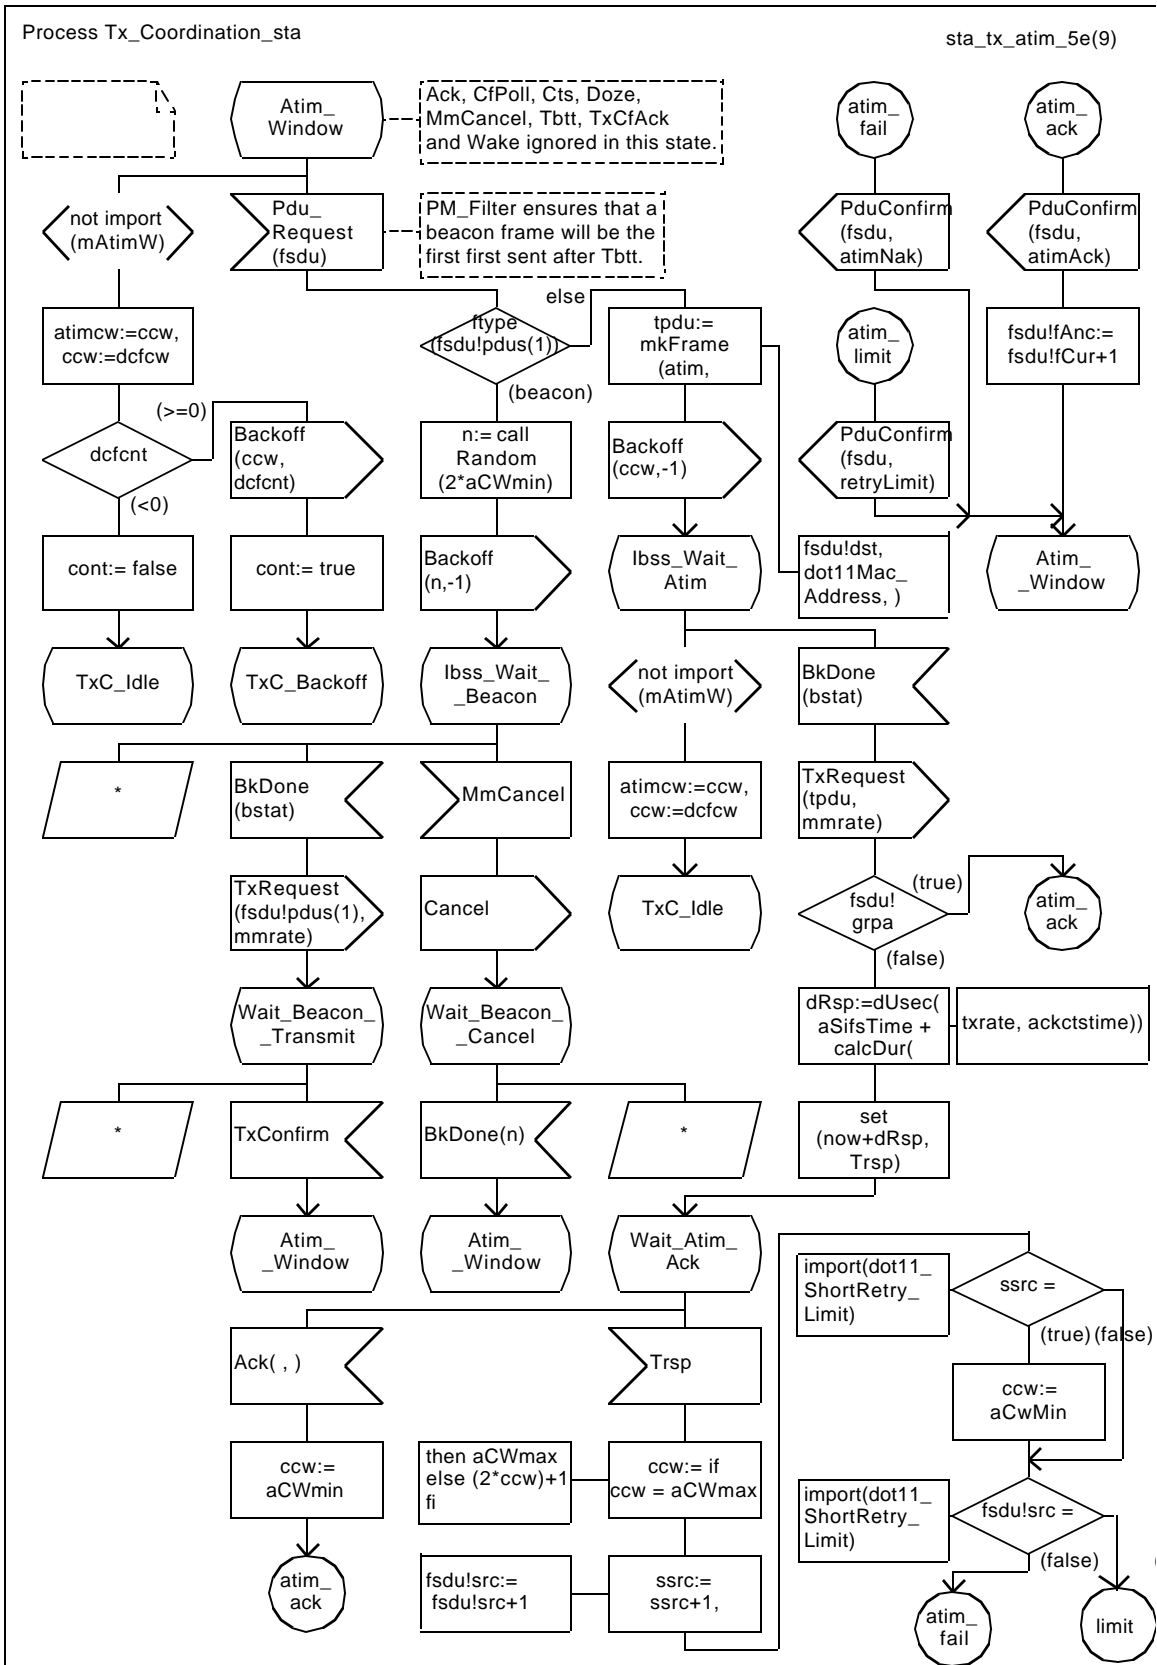 Process Tx_Coordination_sta
sta_tx_atim_5e(9)
Atim_
_Window
Ack, CfPoll, Cts, Doze,
MmCancel, Tbtt, TxCfAck
and Wake ignored in this state.
atim_
fail
atim_
ack
not import
(mAtimW)
Pdu_
_Request
(fsdu)
PM_Filter ensures that a
beacon frame will be the
first first sent after Tbtt.
PduConfirm
(fsdu,
atimNak)
PduConfirm
(fsdu,
atimAck)
else
atimcw:=ccw,
ccw:=dcfcw
ftype
(fsdu!pdus(1))
(beacon)
tpdu:=
mkFrame
(atim,
atim_
limit
fsdu!fAnc:=
fsdu!fCur+1
(>=0)
dcfcnt
(<0)
Backoff
(ccw,
dcfcnt)
n:= call
Random
(2*aCWmin)
Backoff
(ccw,-1)
PduConfirm
(fsdu,
retryLimit)
cont:= false
cont:= true
Backoff
(n,-1)
Ibss_Wait_
_Atim
fsdu!dst,
dot11Mac_
_Address, )
Atim_
_Window
TxC_Idle
TxC_Backoff
Ibss_Wait_
_Beacon
not import
(mAtimW)
BkDone
(bstat)
*
BkDone
(bstat)
MmCancel
atimcw:=ccw,
ccw:=dcfcw
TxRequest
(tpdu,
mmrate)
TxRequest
(fsdu!pdus(1),
mmrate)
Cancel
TxC_Idle
fsdu!
grpa
(true)
(false)
atim_
ack
Wait_Beacon_
_Transmit
Wait_Beacon_
_Cancel
dRsp:=dUsec(
aSifsTime +
calcDur(
txrate, ackctstime))
*
TxConfirm
BkDone(n)
*
set
(now+dRsp,
Trsp)
Atim_
_Window
Atim_
_Window
Wait_Atim_
_Ack
import(dot11_
_ShortRetry_
_Limit)
ssrc =
(true)
(false)
Ack( , )
Trsp
ccw:=
aCwMin
ccw:=
aCWmin
then aCWmax
else (2*ccw)+1
fi
ccw:= if
ccw = aCWmax
import(dot11_
_ShortRetry_
_Limit)
fsdu!src =
(false)
atim_
ack
fsdu!src:=
fsdu!src+1
ssrc:=
ssrc+1,
atim_
fail
limit